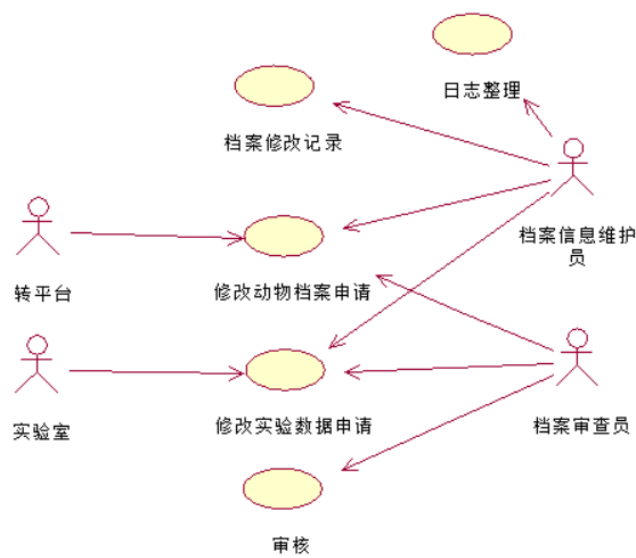 日志整理
档案修改记录
档案信息维护
员
转平台
修改动物档案申请
实验室
修改实验数据申请
档案审查员
审核